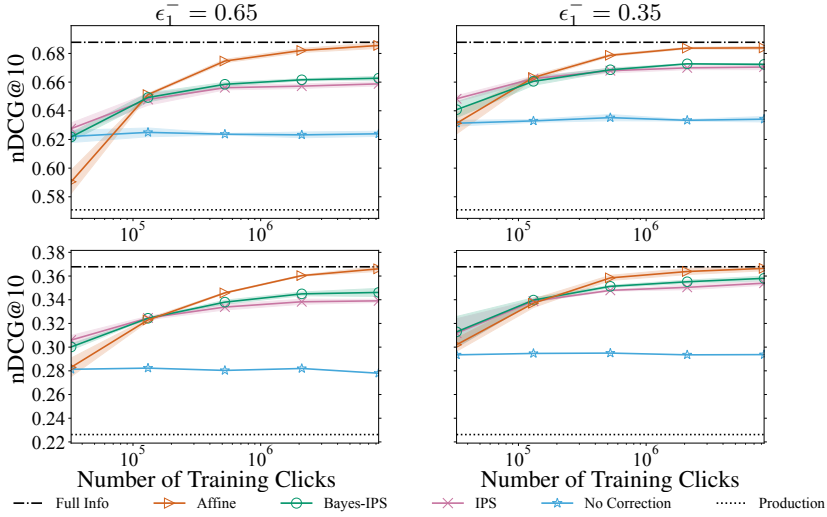 ϵ₁⁻ = 0.65
ϵ₁⁻ = 0.35
nDCG@10
0.68
0.66
0.64
0.62
0.60
0.58
10⁵
10⁶
10⁵
10⁶
nDCG@10
0.38
0.36
0.34
0.32
0.30
0.28
0.26
0.24
0.22
10⁵
10⁶
10⁵
10⁶
Number of Training Clicks
Number of Training Clicks
Full Info
Affine
Bayes-IPS
IPS
No Correction
Production